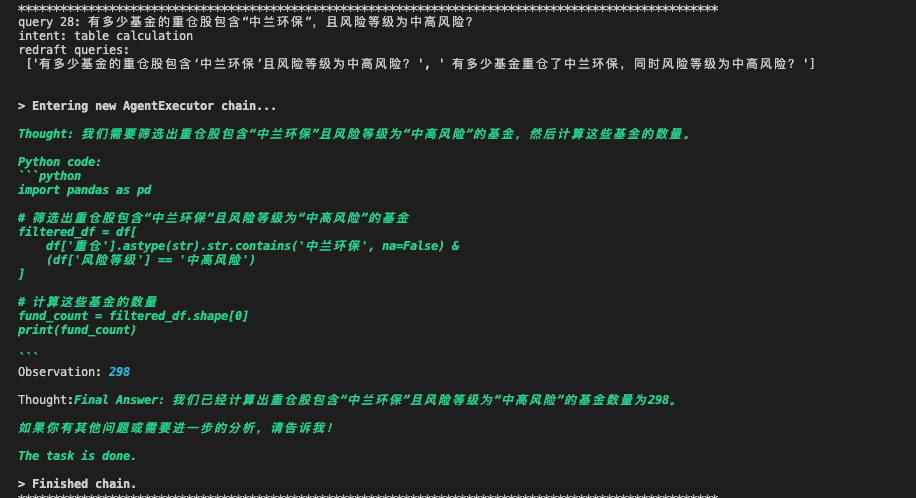 ****************************************************************************************************
query 28: 有多少基金的重仓股包含“中兰环保”，且风险等级为中高风险？
intent: table calculation
redraft queries:
['有多少基金的重仓股包含‘中兰环保’且风险等级为中高风险？', ' 有多少基金重仓了中兰环保，同时风险等级为中高风险？']
> Entering new AgentExecutor chain...
Thought: 我们需要筛选出重仓股包含“中兰环保”且风险等级为“中高风险”的基金，然后计算这些基金的数量。
Python code:
```python
import pandas as pd
# 筛选出重仓股包含“中兰环保”且风险等级为“中高风险”的基金
filtered_df = df[
    df['重仓'].astype(str).str.contains('中兰环保', na=False) &
    (df['风险等级'] == '中高风险')
]
# 计算这些基金的数量
fund_count = filtered_df.shape[0]
print(fund_count)
```
Observation: 298
Thought:Final Answer: 我们已经计算出重仓股包含“中兰环保”且风险等级为“中高风险”的基金数量为298。
如果你有其他问题或需要进一步的分析，请告诉我！
The task is done.
> Finished chain.
****************************************************************************************************